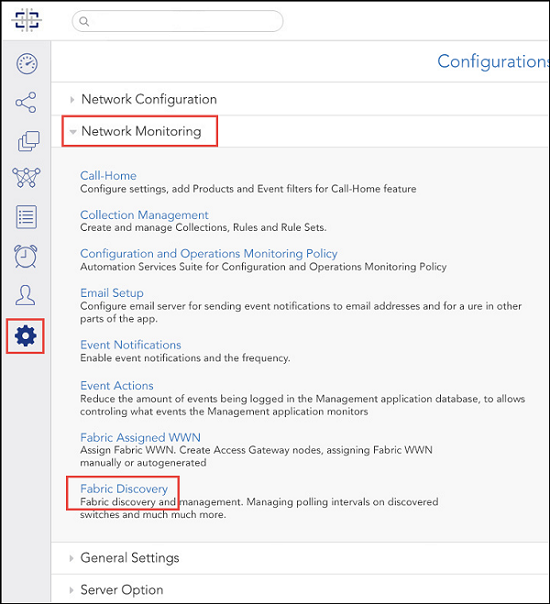 Configurations
Network Configuration
Network Monitoring
Call-Home
Configure settings, add Products and Event filters for Call-Home feature
Collection Management
Create and manage Collections, Rules and Rule Sets.
Configuration and Operations Monitoring Policy
Automation Services Suite for Configuration and Operations Monitoring Policy
Email Setup
Configure email server for sending event notifications to email addresses and for a ure in other
parts of the app.
Event Notifications
Enable event notifications and the frequency.
Event Actions
Reduce the amount of events being logged in the Management application database, to allows
controling what events the Management application monitors
Fabric Assigned WWN
Assign Fabric WWN. Create Access Gateway nodes, assigning Fabric WWN
manually or autogenerated
Fabric Discovery
Fabric discovery and management. Managing polling intervals on discovered
switches and much much more.
General Settings
Server Option